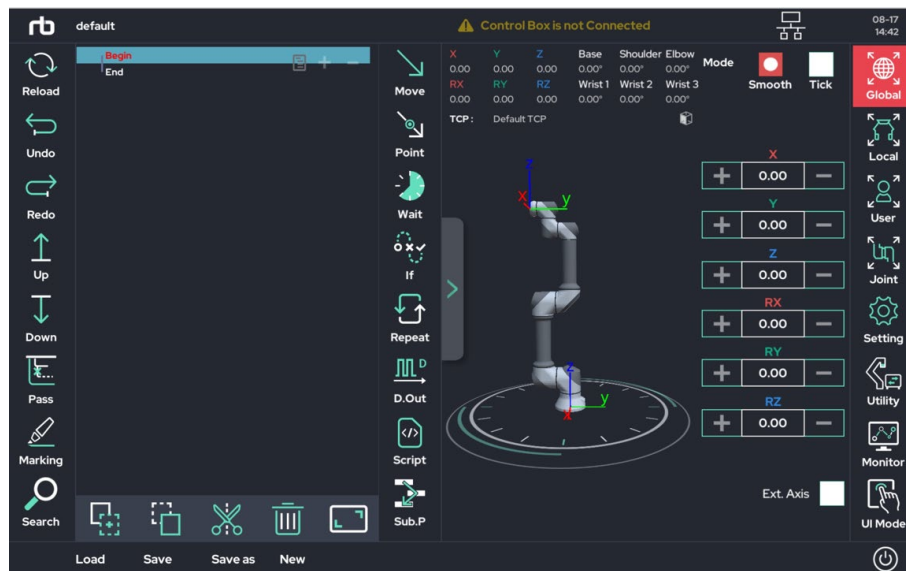 rb default Control Box is not Connected 08-17
14:42
Reload
Undo
Redo
Up
Down
Pass
Marking
Search
Begin
End
Move
Point
Wait
If
Repeat
D
D.Out
Script
Sub.P
X Y Z Base Shoulder Elbow
0.00 0.00 0.00 0.00° 0.00° 0.00°
RX RY RZ Wrist 1 Wrist 2 Wrist 3
0.00 0.00 0.00 0.00° 0.00° 0.00°
TCP : Default TCP
Mode Smooth Tick
z
X y
z
y
x
X
+ 0.00 −
Y
+ 0.00 −
Z
+ 0.00 −
RX
+ 0.00 −
RY
+ 0.00 −
RZ
+ 0.00 −
Ext. Axis
Global
Local
User
Joint
Setting
Utility
Monitor
UI Mode
Load Save Save as New